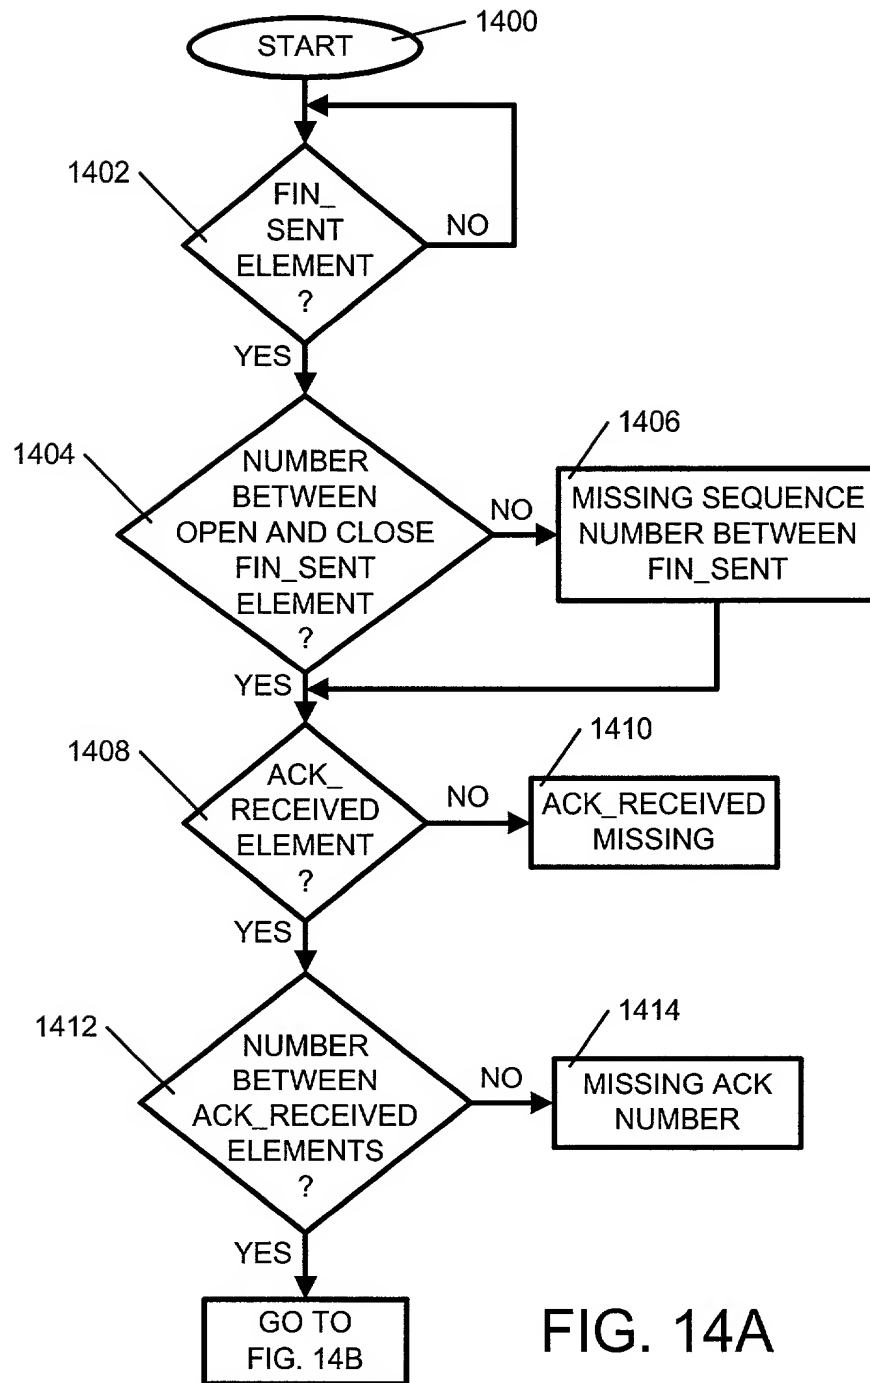 START
1400
1402
FIN_
SENT
ELEMENT
?
NO
YES
1404
NUMBER
BETWEEN
OPEN AND CLOSE
FIN_SENT
ELEMENT
?
NO
1406
MISSING SEQUENCE
NUMBER BETWEEN
FIN_SENT
YES
1408
ACK_
RECEIVED
ELEMENT
?
NO
1410
ACK_RECEIVED
MISSING
YES
1412
NUMBER
BETWEEN
ACK_RECEIVED
ELEMENTS
?
NO
1414
MISSING ACK
NUMBER
YES
GO TO
FIG. 14B
FIG. 14A